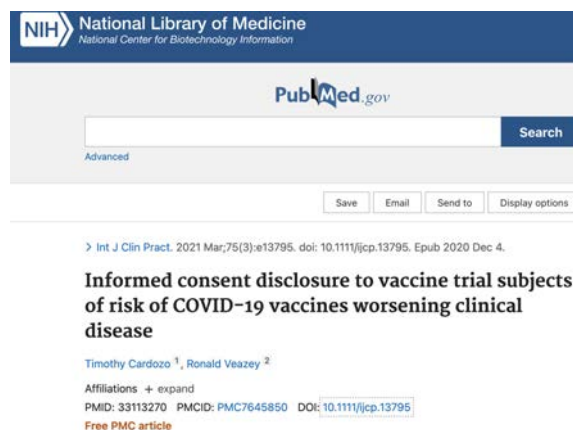 NIH National Library of Medicine
National Center for Biotechnology Information
PubMed.gov
Search
Advanced
Save Email Send to Display options
> Int J Clin Pract. 2021 Mar;75(3):e13795. doi: 10.1111/ijcp.13795. Epub 2020 Dec 4.
Informed consent disclosure to vaccine trial subjects
of risk of COVID-19 vaccines worsening clinical
disease
Timothy Cardozo 1, Ronald Veazey 2
Affiliations + expand
PMID: 33113270 PMCID: PMC7645850 DOI: 10.1111/ijcp.13795
Free PMC article